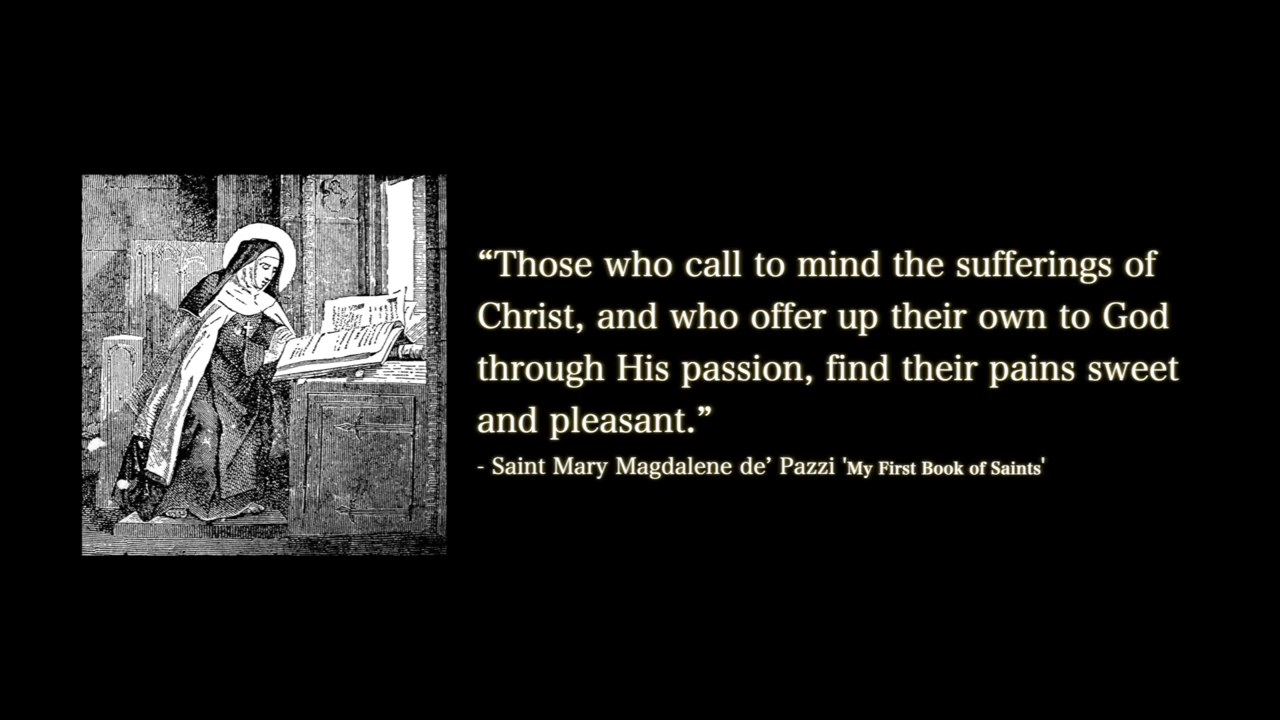 “Those who call to mind the sufferings of
Christ, and who offer up their own to God
through His passion, find their pains sweet
and pleasant.”
- Saint Mary Magdalene de’ Pazzi 'My First Book of Saints'